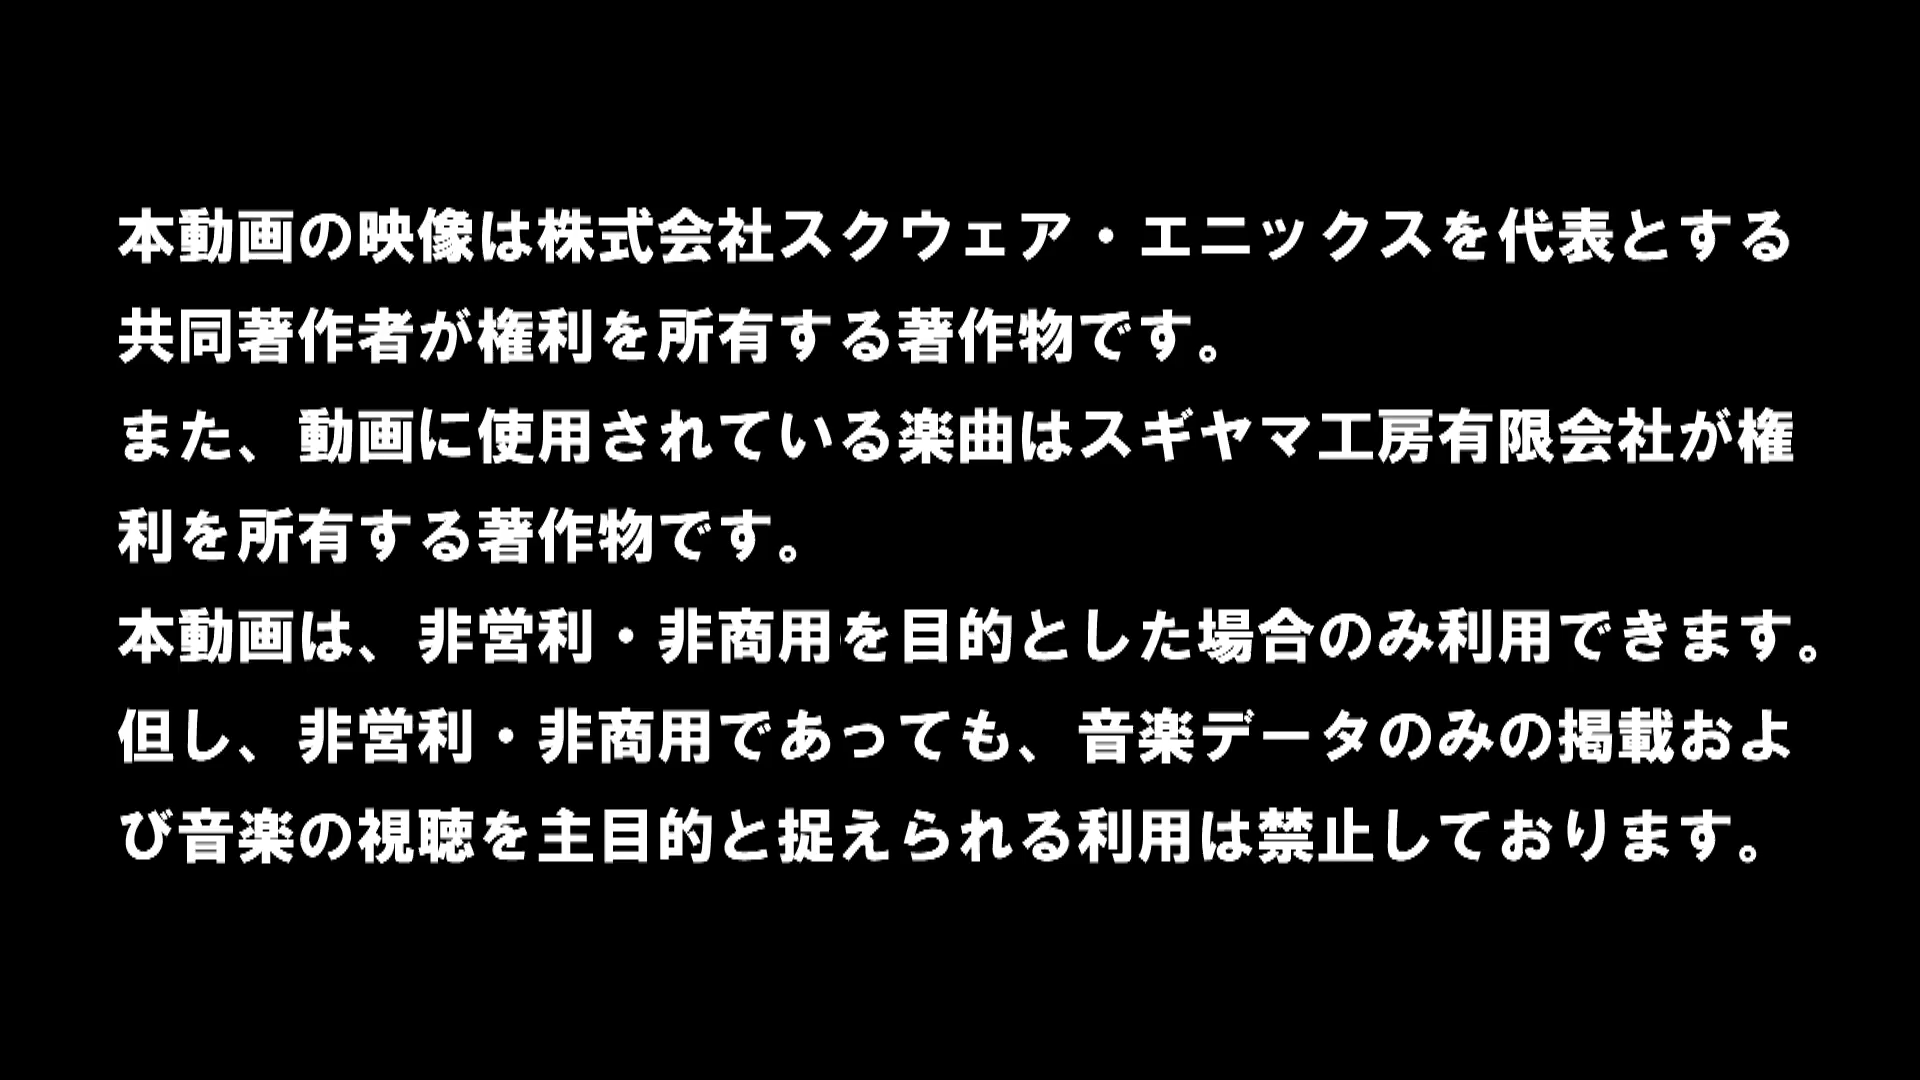 本動画の映像は株式会社スクウェア・エニックスを代表とする
共同著作者が権利を所有する著作物です。
また、動画に使用されている楽曲はスギヤマ工房有限会社が権
利を所有する著作物です。
本動画は、非営利・非商用を目的とした場合のみ利用できます。
但し、非営利・非商用であっても、音楽データのみの掲載およ
び音楽の視聴を主目的と捉えられる利用は禁止しております。